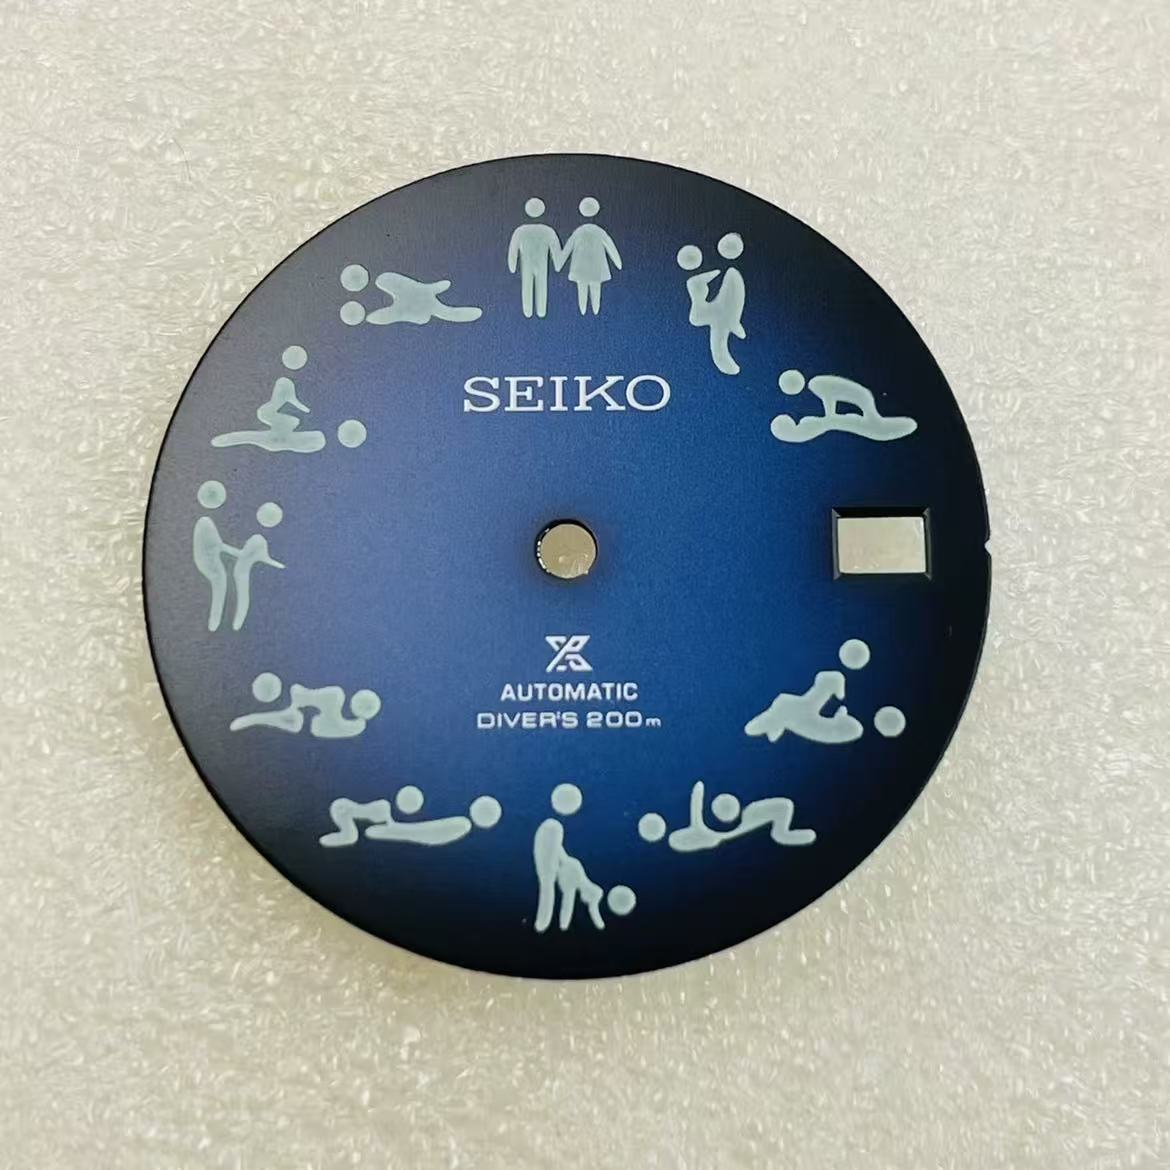 SEIKO
AUTOMATIC
DIVER'S 200m